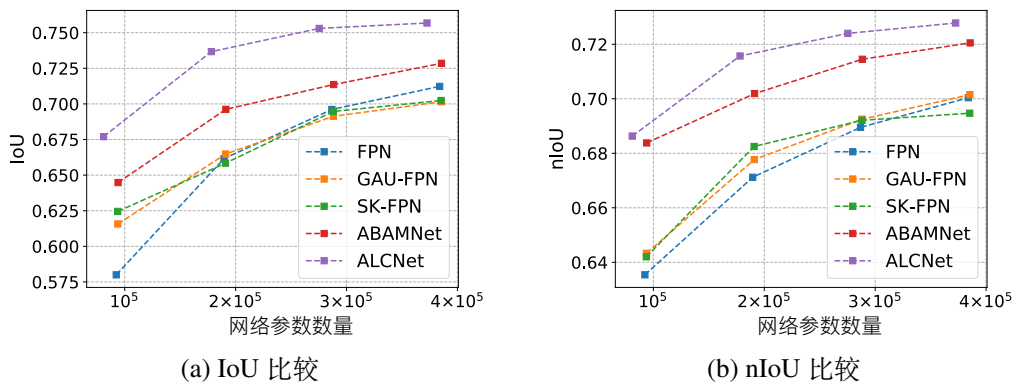 0.750
0.725
0.700
0.675
0.650
0.625
0.600
0.575
IoU
10⁵
2×10⁵
3×10⁵
4×10⁵
网络参数数量
FPN
GAU-FPN
SK-FPN
ABAMNet
ALCNet
(a) IoU 比较
0.72
0.70
0.68
0.66
0.64
nIoU
10⁵
2×10⁵
3×10⁵
4×10⁵
网络参数数量
FPN
GAU-FPN
SK-FPN
ABAMNet
ALCNet
(b) nIoU 比较